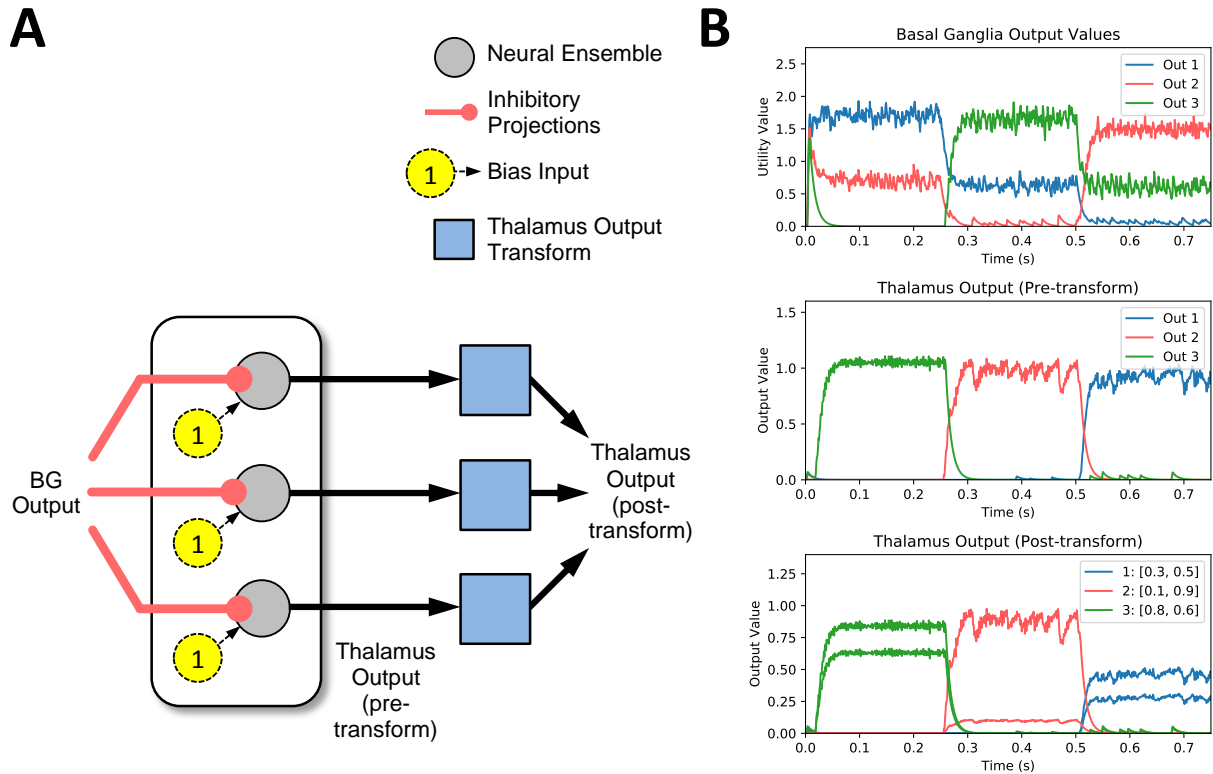 A
Neural Ensemble
Inhibitory
Projections
1
Bias Input
Thalamus Output
Transform
BG
Output
1
1
1
Thalamus
Output
(pre-
transform)
Thalamus
Output
(post-
transform)
B
Basal Ganglia Output Values
Utility Value
2.5
2.0
1.5
1.0
0.5
0.0
Out 1
Out 2
Out 3
0.0 0.1 0.2 0.3 0.4 0.5 0.6 0.7
Time (s)
Thalamus Output (Pre-transform)
Output Value
1.5
1.0
0.5
0.0
Out 1
Out 2
Out 3
0.0 0.1 0.2 0.3 0.4 0.5 0.6 0.7
Time (s)
Thalamus Output (Post-transform)
Output Value
1.25
1.00
0.75
0.50
0.25
0.00
1: [0.3, 0.5]
2: [0.1, 0.9]
3: [0.8, 0.6]
0.0 0.1 0.2 0.3 0.4 0.5 0.6 0.7
Time (s)